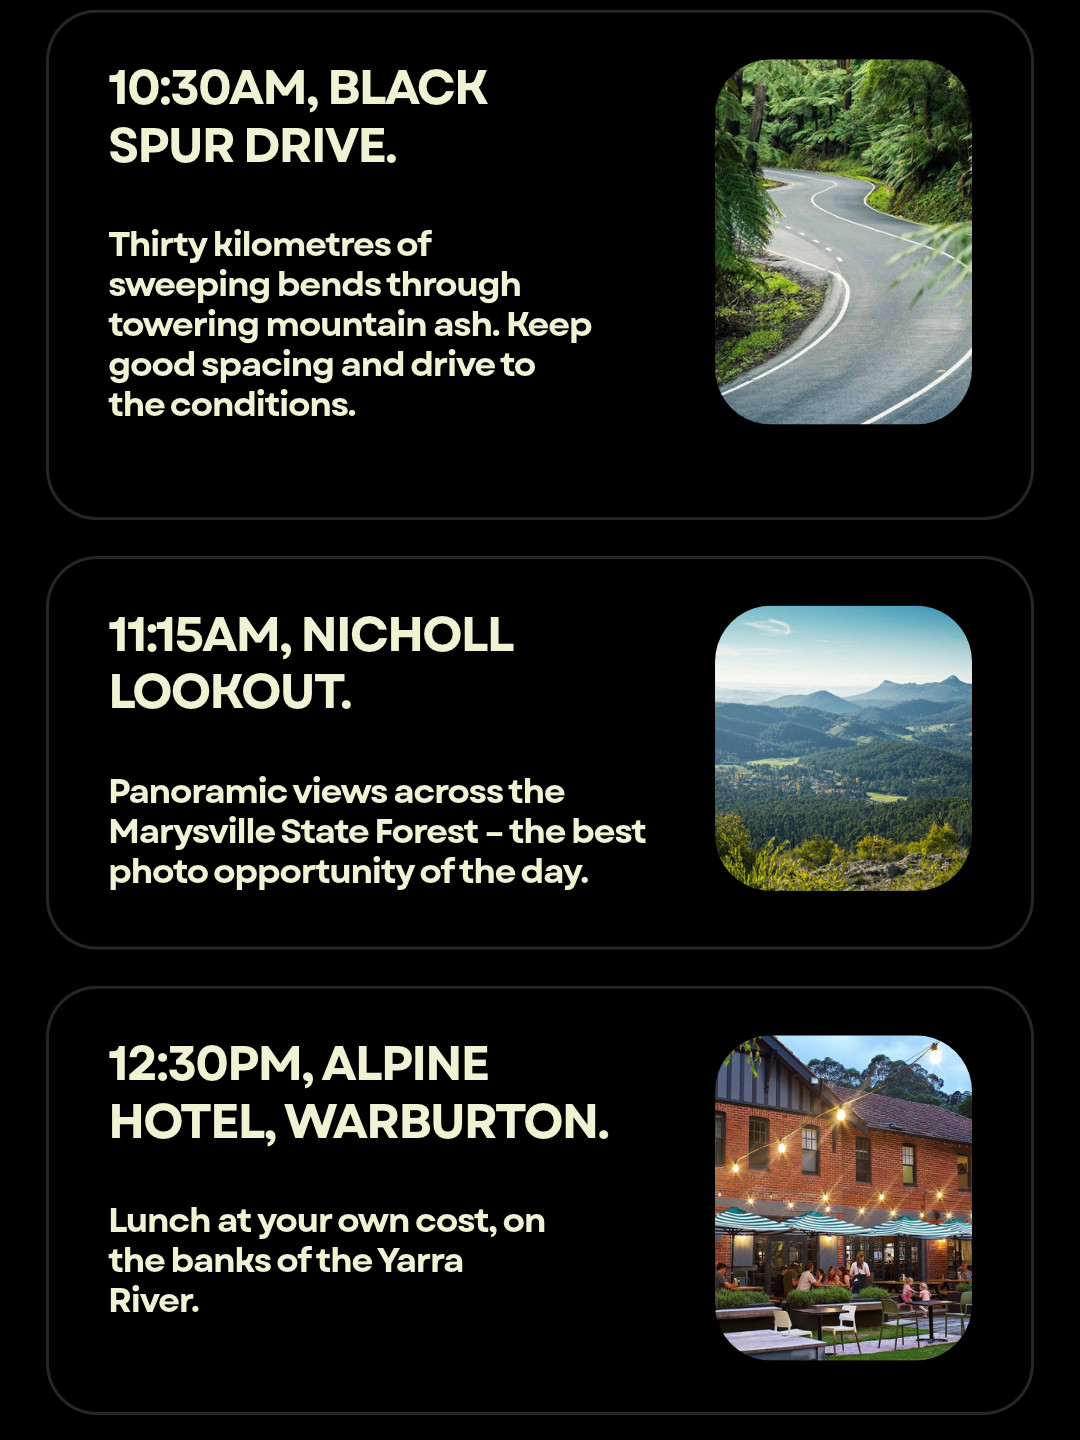 10:30AM, BLACK
SPUR DRIVE.
Thirty kilometres of
sweeping bends through
towering mountain ash. Keep
good spacing and drive to
the conditions.
11:15AM, NICHOLL
LOOKOUT.
Panoramic views across the
Marysville State Forest – the best
photo opportunity of the day.
12:30PM, ALPINE
HOTEL, WARBURTON.
Lunch at your own cost, on
the banks of the Yarra
River.